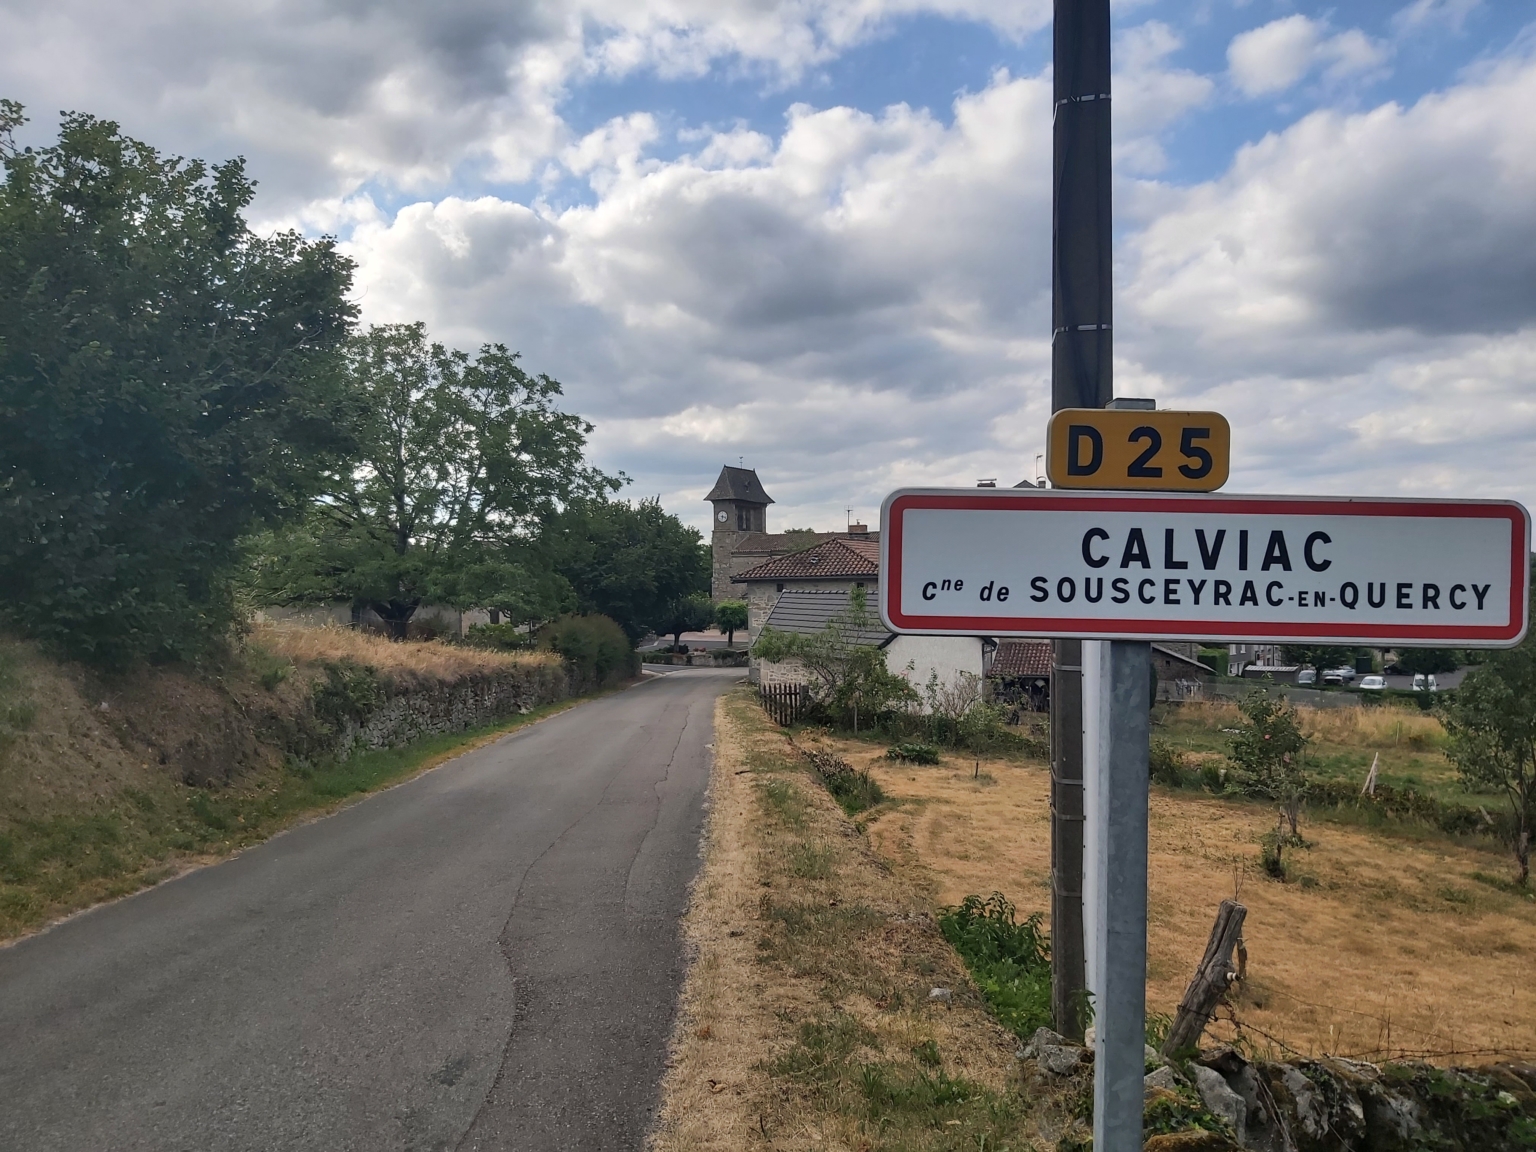 D 25
CALVIAC
Cne de SOUSCEYRAC-EN-QUERCY